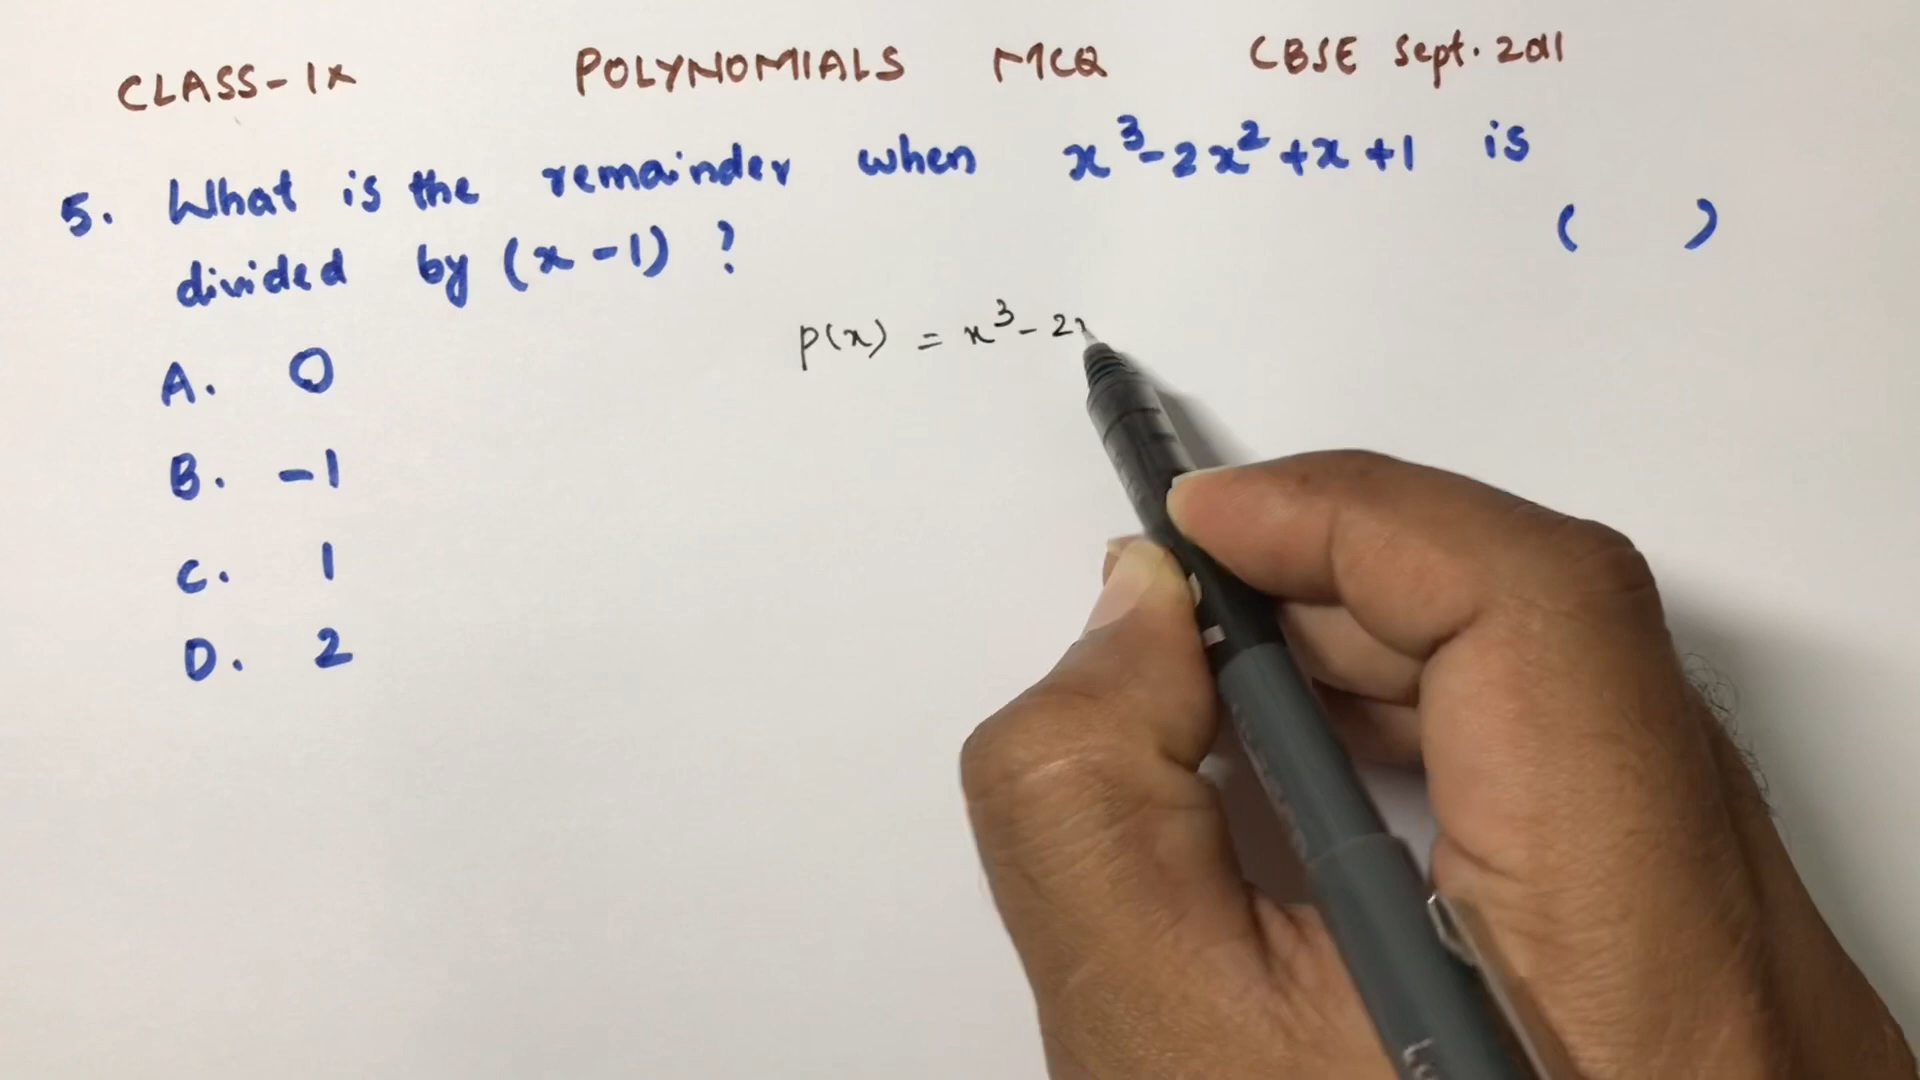 CLASS-IX POLYNOMIALS MCQ CBSE Sept. 2011
5. What is the remainder when x³-2x²+x+1 is
divided by (x-1) ? ( )
p(x) = x³-2x
A. 0
B. -1
C. 1
D. 2